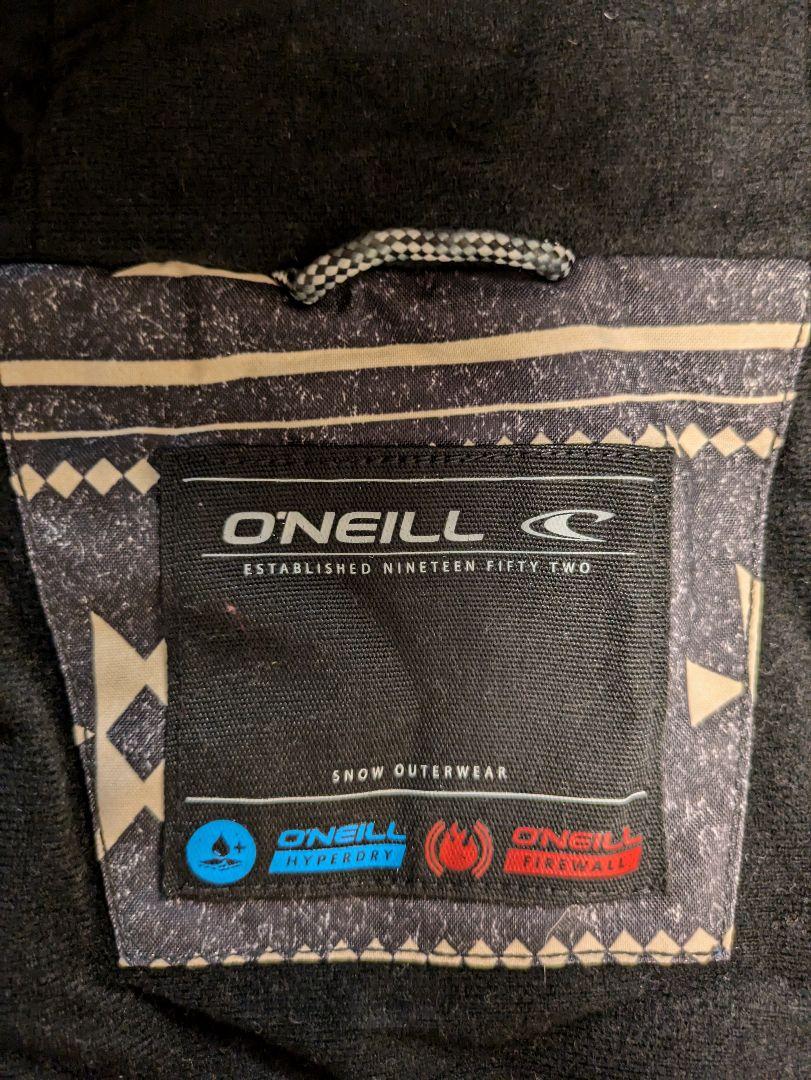 O'NEILL
ESTABLISHED NINETEEN FIFTY TWO
SNOW OUTERWEAR
O'NEILL
HYPERDRY
O'NEILL
FIREWALL